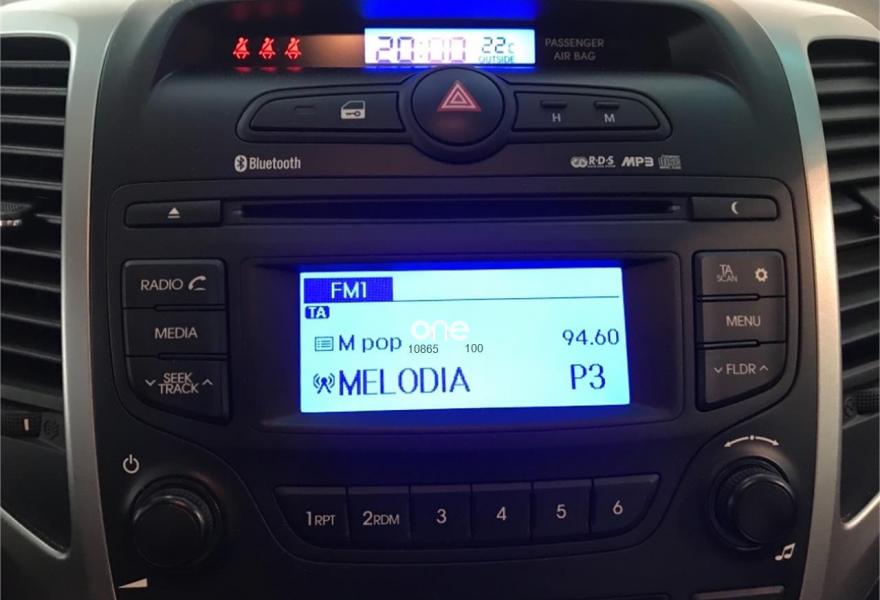 20:00 22c
OUTSIDE
PASSENGER
AIR BAG
H M
Bluetooth
R·D·S MP3
RADIO
MEDIA
SEEK
TRACK
FM1
TA
M pop 94.60
one
10865 100
MELODIA P3
TA
SCAN
MENU
FLDR
1RPT 2RDM 3 4 5 6